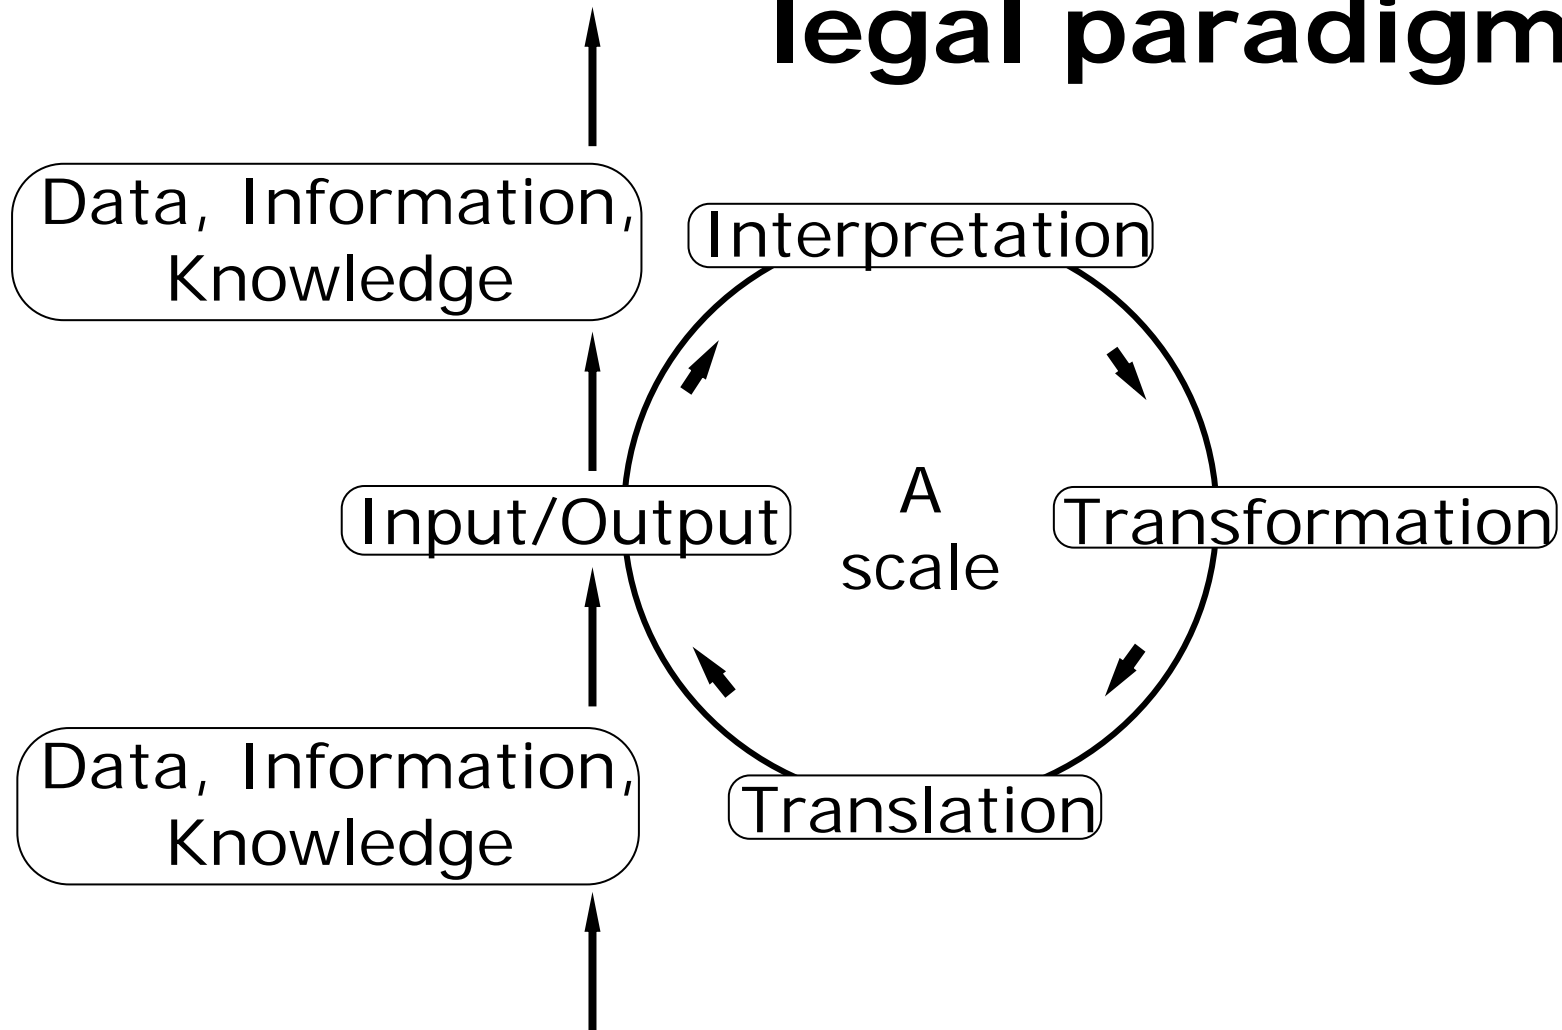 legal paradigm
Data, Information,
Knowledge
Interpretation
A
scale
Input/Output
Transformation
Data, Information,
Knowledge
Translation